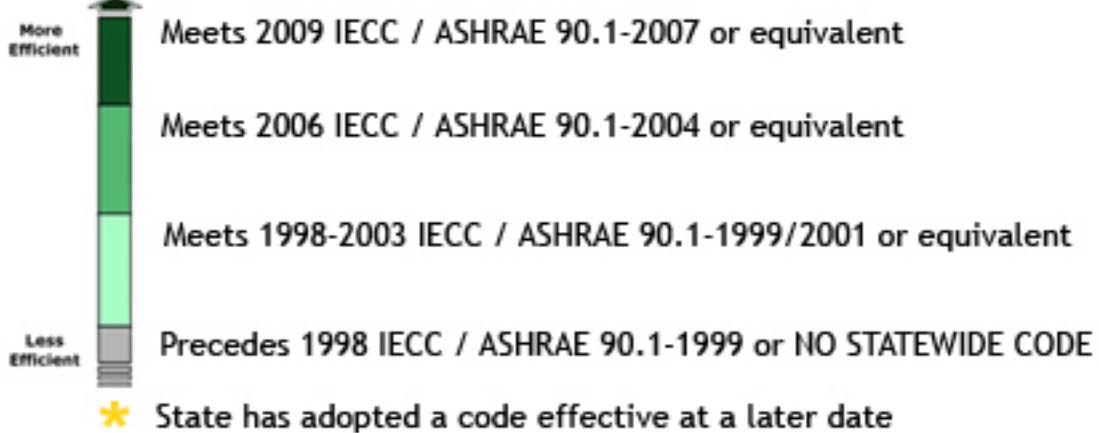 More
Efficient
Meets 2009 IECC / ASHRAE 90.1-2007 or equivalent
Meets 2006 IECC / ASHRAE 90.1-2004 or equivalent
Meets 1998-2003 IECC / ASHRAE 90.1-1999/2001 or equivalent
Less
Efficient
Precedes 1998 IECC / ASHRAE 90.1-1999 or NO STATEWIDE CODE
* State has adopted a code effective at a later date